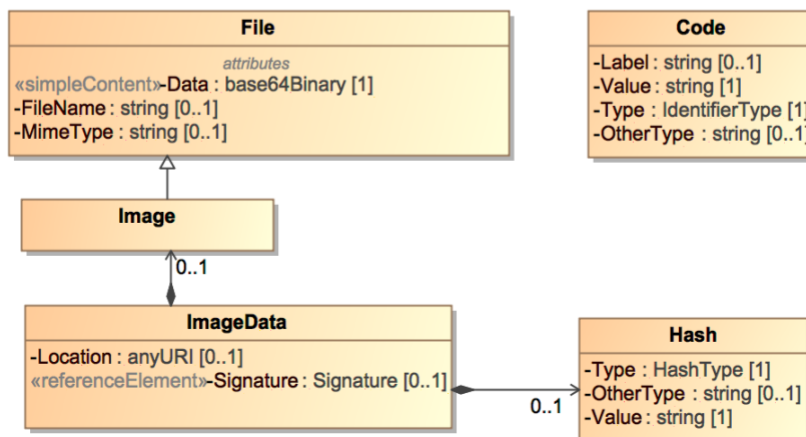 File
attributes
«simpleContent»-Data : base64Binary [1]
-FileName : string [0..1]
-MimeType : string [0..1]
Code
-Label : string [0..1]
-Value : string [1]
-Type : IdentifierType [1]
-OtherType : string [0..1]
Image
0..1
ImageData
-Location : anyURI [0..1]
«referenceElement»-Signature : Signature [0..1]
0..1
Hash
-Type : HashType [1]
-OtherType : string [0..1]
-Value : string [1]